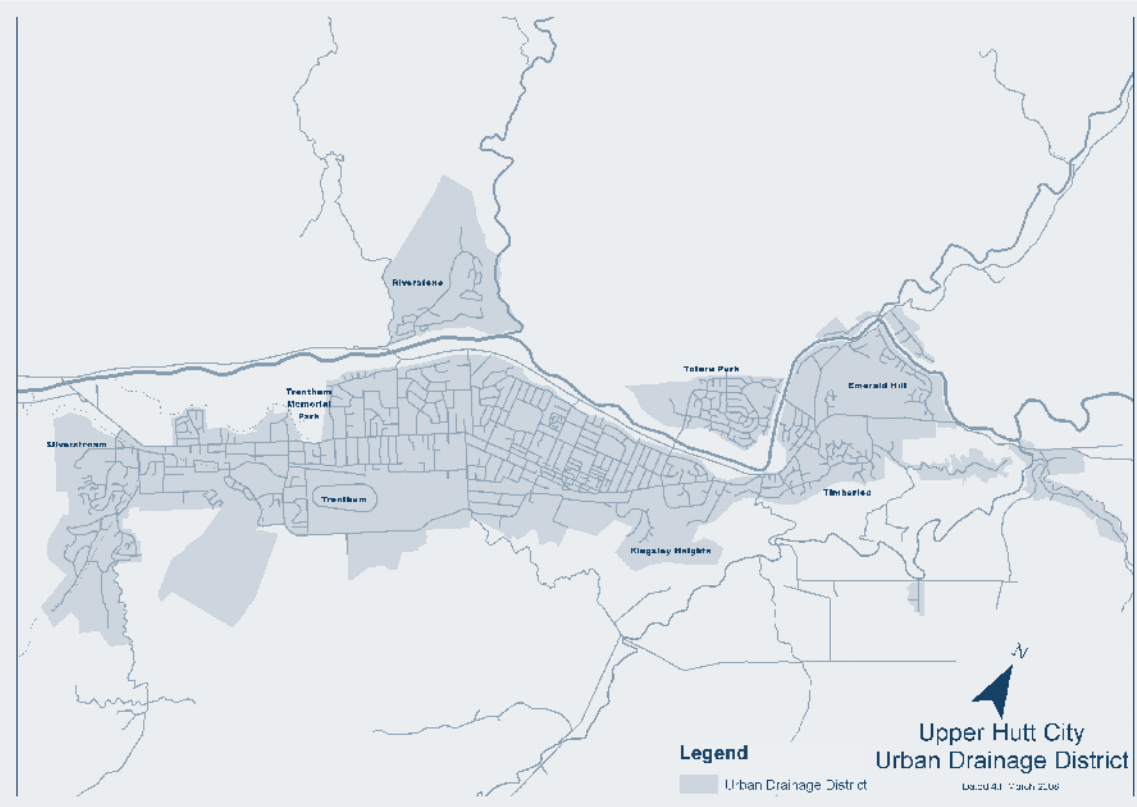 Riverstone
Totara Park
Emerald Hill
Trentham
Memorial
Park
Silverstream
Trentham
Timberlea
Kingsley Heights
N
Upper Hutt City
Urban Drainage District
Legend
Urban Drainage District